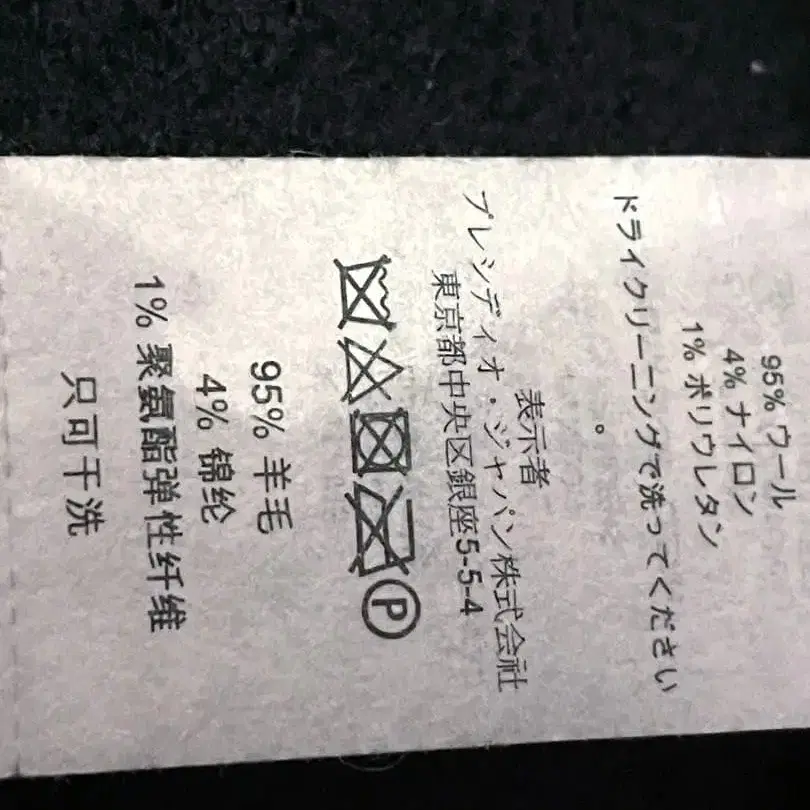 95% ウール
4% ナイロン
1% ポリウレタン
ドライクリーニングで洗ってください
。
表示者
プレシディオ・ジャパン株式会社
東京都中央区銀座5-5-4
P
95% 羊毛
4% 锦纶
1% 聚氨酯弹性纤维
只可干洗